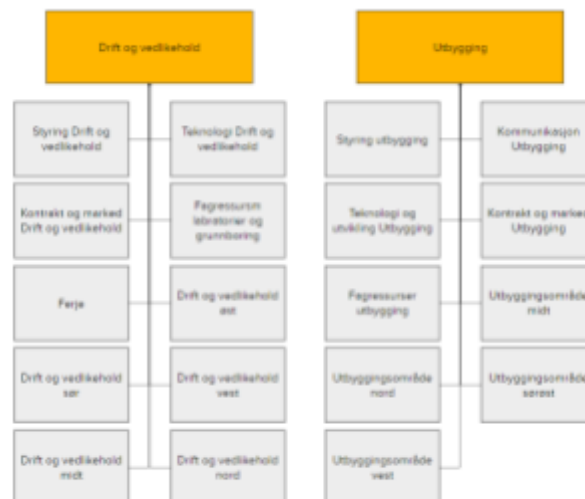 Drift og vedlikehold
Styring Drift og
vedlikehold
Teknologi Drift og
vedlikehold
Kontrakt og marked
Drift og vedlikehold
Fagressurser
labratorier og
grunnboring
Ferje
Drift og vedlikehold
øst
Drift og vedlikehold
sør
Drift og vedlikehold
vest
Drift og vedlikehold
midt
Drift og vedlikehold
nord
Utbygging
Styring utbygging
Kommunikasjon
Utbygging
Teknologi og
utvikling Utbygging
Kontrakt og marked
Utbygging
Fagressurser
utbygging
Utbyggingsområde
midt
Utbyggingsområde
nord
Utbyggingsområde
sørøst
Utbyggingsområde
vest